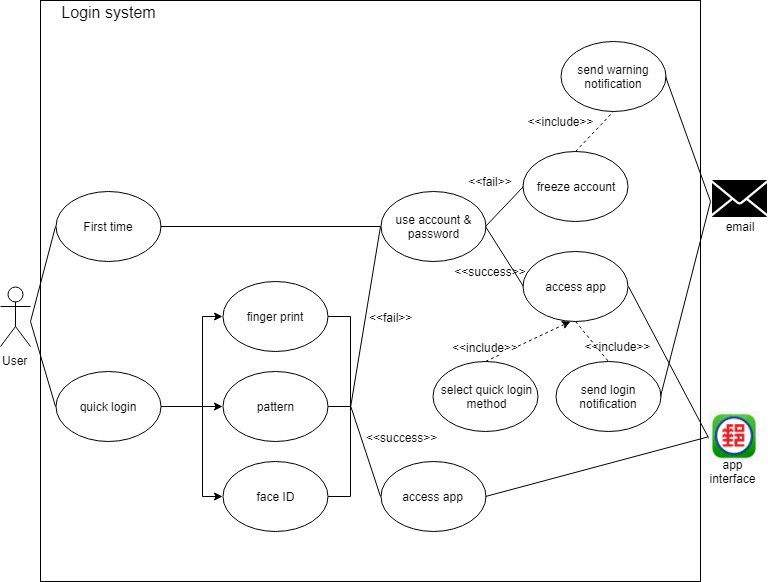 Login system
send warning
notification
<<include>>
freeze account
<<fail>>
First time
use account &
password
email
<<success>>
access app
User
finger print
<<fail>>
<<include>>
<<include>>
quick login
pattern
select quick login
method
send login
notification
<<success>>
郵
app
interface
face ID
access app